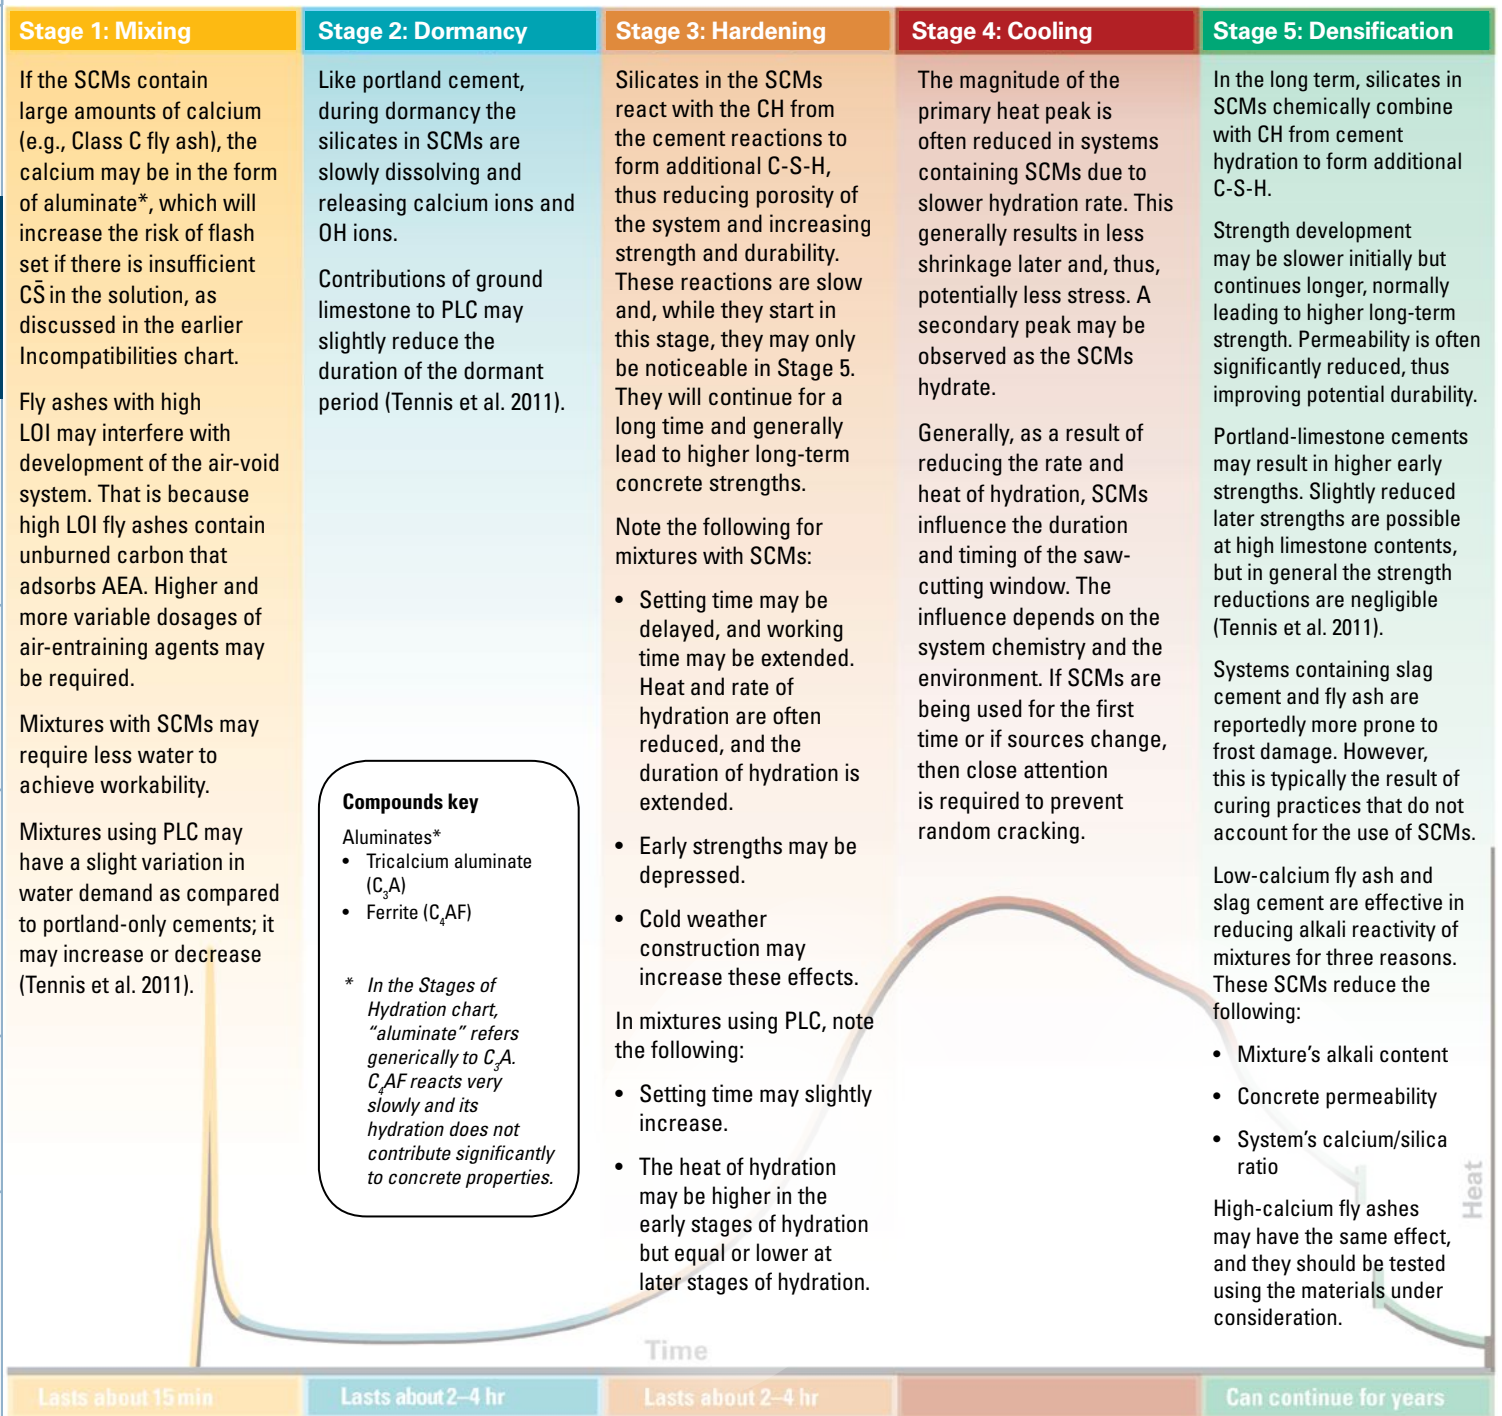 Stage 1: Mixing
If the SCMs contain
large amounts of calcium
(e.g., Class C fly ash), the
calcium may be in the form
of aluminate*, which will
increase the risk of flash
set if there is insufficient
CS̄ in the solution, as
discussed in the earlier
Incompatibilities chart.
Fly ashes with high
LOI may interfere with
development of the air-void
system. That is because
high LOI fly ashes contain
unburned carbon that
adsorbs AEA. Higher and
more variable dosages of
air-entraining agents may
be required.
Mixtures with SCMs may
require less water to
achieve workability.
Mixtures using PLC may
have a slight variation in
water demand as compared
to portland-only cements; it
may increase or decrease
(Tennis et al. 2011).
Lasts about 15 min
Stage 2: Dormancy
Like portland cement,
during dormancy the
silicates in SCMs are
slowly dissolving and
releasing calcium ions and
OH ions.
Contributions of ground
limestone to PLC may
slightly reduce the
duration of the dormant
period (Tennis et al. 2011).
Compounds key
Aluminates*
• Tricalcium aluminate
(C₃A)
• Ferrite (C₄AF)
* In the Stages of
Hydration chart,
“aluminate” refers
generically to C₃A.
C₄AF reacts very
slowly and its
hydration does not
contribute significantly
to concrete properties.
Lasts about 2–4 hr
Stage 3: Hardening
Silicates in the SCMs
react with the CH from
the cement reactions to
form additional C-S-H,
thus reducing porosity of
the system and increasing
strength and durability.
These reactions are slow
and, while they start in
this stage, they may only
be noticeable in Stage 5.
They will continue for a
long time and generally
lead to higher long-term
concrete strengths.
Note the following for
mixtures with SCMs:
• Setting time may be
delayed, and working
time may be extended.
Heat and rate of
hydration are often
reduced, and the
duration of hydration is
extended.
• Early strengths may be
depressed.
• Cold weather
construction may
increase these effects.
In mixtures using PLC, note
the following:
• Setting time may slightly
increase.
• The heat of hydration
may be higher in the
early stages of hydration
but equal or lower at
later stages of hydration.
Time
Lasts about 2–4 hr
Stage 4: Cooling
The magnitude of the
primary heat peak is
often reduced in systems
containing SCMs due to
slower hydration rate. This
generally results in less
shrinkage later and, thus,
potentially less stress. A
secondary peak may be
observed as the SCMs
hydrate.
Generally, as a result of
reducing the rate and
heat of hydration, SCMs
influence the duration
and timing of the saw-
cutting window. The
influence depends on the
system chemistry and the
environment. If SCMs are
being used for the first
time or if sources change,
then close attention
is required to prevent
random cracking.
Stage 5: Densification
In the long term, silicates in
SCMs chemically combine
with CH from cement
hydration to form additional
C-S-H.
Strength development
may be slower initially but
continues longer, normally
leading to higher long-term
strength. Permeability is often
significantly reduced, thus
improving potential durability.
Portland-limestone cements
may result in higher early
strengths. Slightly reduced
later strengths are possible
at high limestone contents,
but in general the strength
reductions are negligible
(Tennis et al. 2011).
Systems containing slag
cement and fly ash are
reportedly more prone to
frost damage. However,
this is typically the result of
curing practices that do not
account for the use of SCMs.
Low-calcium fly ash and
slag cement are effective in
reducing alkali reactivity of
mixtures for three reasons.
These SCMs reduce the
following:
• Mixture’s alkali content
• Concrete permeability
• System’s calcium/silica
ratio
High-calcium fly ashes
may have the same effect,
and they should be tested
using the materials under
consideration.
Heat
Can continue for years